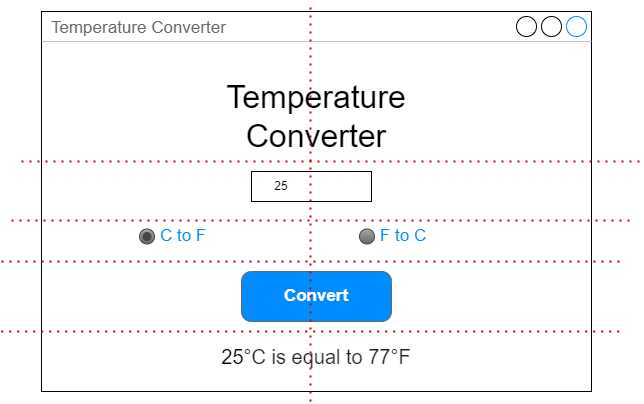 Temperature Converter
Temperature
Converter
25
C to F F to C
Convert
25°C is equal to 77°F